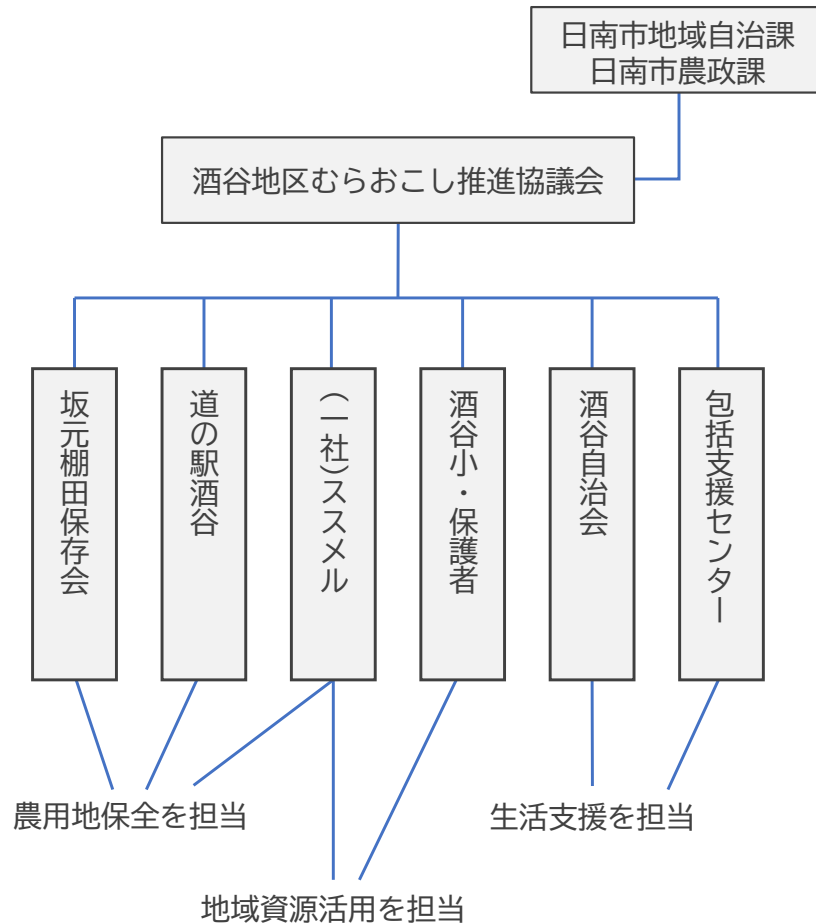 日南市地域自治課
日南市農政課
酒谷地区むらおこし推進協議会
坂元棚田保存会
道の駅酒谷
(一社)ススメル
酒谷小・保護者
酒谷自治会
包括支援センター
農用地保全を担当
生活支援を担当
地域資源活用を担当